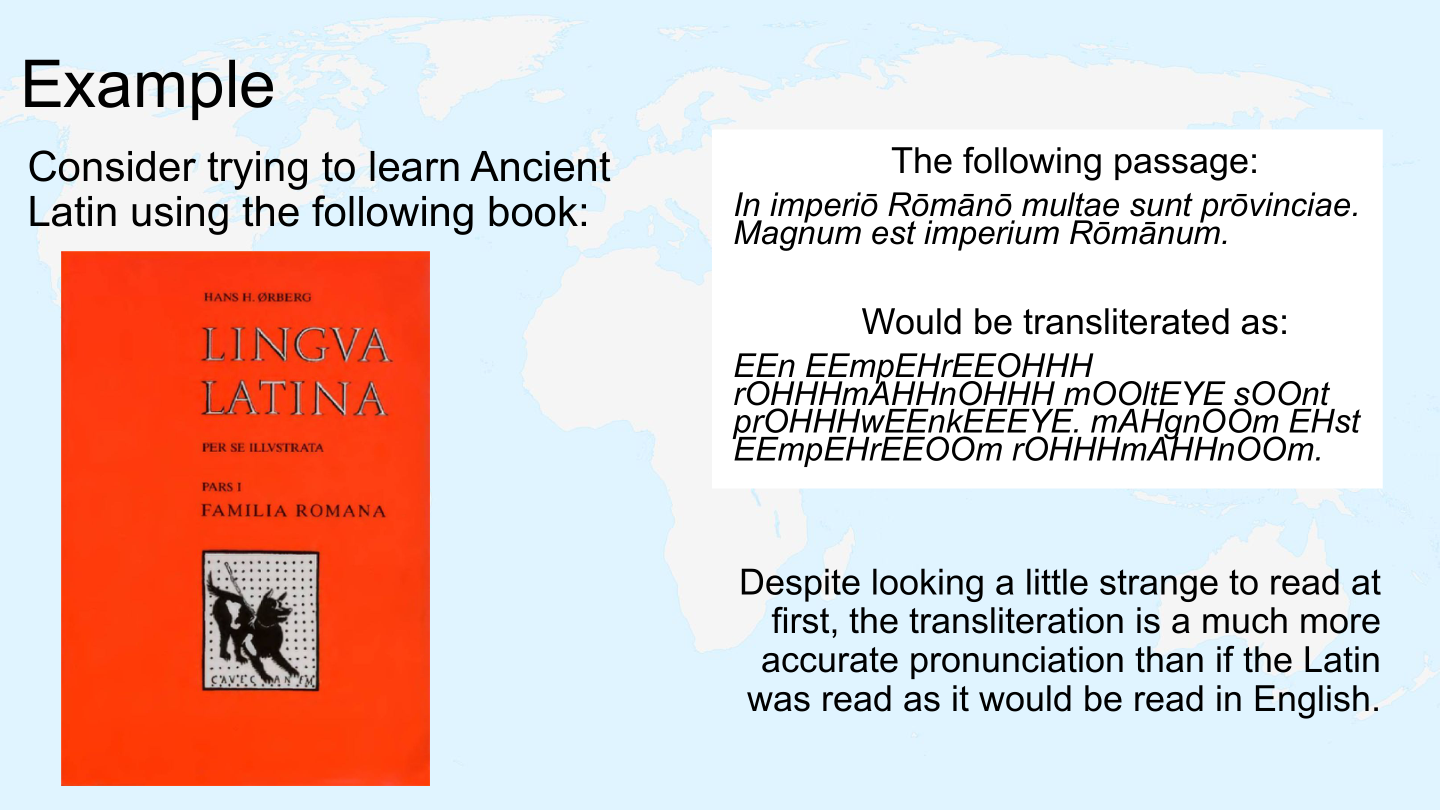 Example
Consider trying to learn Ancient
Latin using the following book:
HANS H. ØRBERG
LINGVA
LATINA
PER SE ILLVSTRATA
PARS I
FAMILIA ROMANA
CAVE CANEM
The following passage:
In imperiō Rōmānō multae sunt prōvinciae.
Magnum est imperium Rōmānum.
Would be transliterated as:
EEn EEmpEHrEEOHHH
rOHHHmAHHnOHHH mOOltEYE sOOnt
prOHHHwEEnkEEEYE. mAHgnOOm EHst
EEmpEHrEEOOm rOHHHmAHHnOOm.
Despite looking a little strange to read at
first, the transliteration is a much more
accurate pronunciation than if the Latin
was read as it would be read in English.